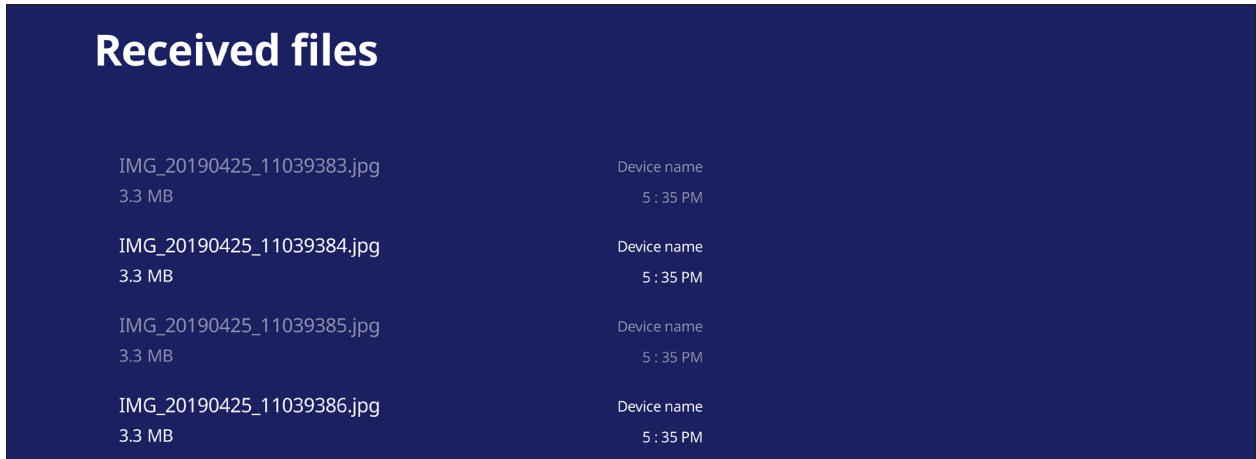 Received files
IMG_20190425_11039383.jpg Device name
3.3 MB 5 : 35 PM
IMG_20190425_11039384.jpg Device name
3.3 MB 5 : 35 PM
IMG_20190425_11039385.jpg Device name
3.3 MB 5 : 35 PM
IMG_20190425_11039386.jpg Device name
3.3 MB 5 : 35 PM